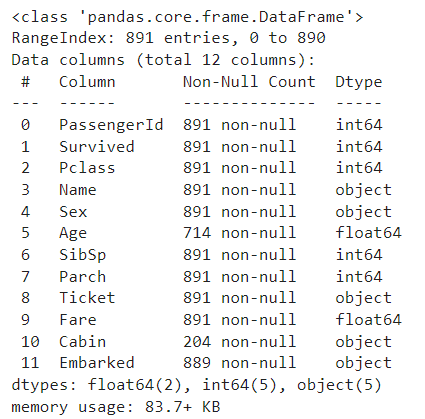 <class 'pandas.core.frame.DataFrame'>
RangeIndex: 891 entries, 0 to 890
Data columns (total 12 columns):
 #   Column       Non-Null Count  Dtype
---  ------       --------------  -----
 0   PassengerId  891 non-null    int64
 1   Survived     891 non-null    int64
 2   Pclass       891 non-null    int64
 3   Name         891 non-null    object
 4   Sex          891 non-null    object
 5   Age          714 non-null    float64
 6   SibSp        891 non-null    int64
 7   Parch        891 non-null    int64
 8   Ticket       891 non-null    object
 9   Fare         891 non-null    float64
 10  Cabin        204 non-null    object
 11  Embarked     889 non-null    object
dtypes: float64(2), int64(5), object(5)
memory usage: 83.7+ KB